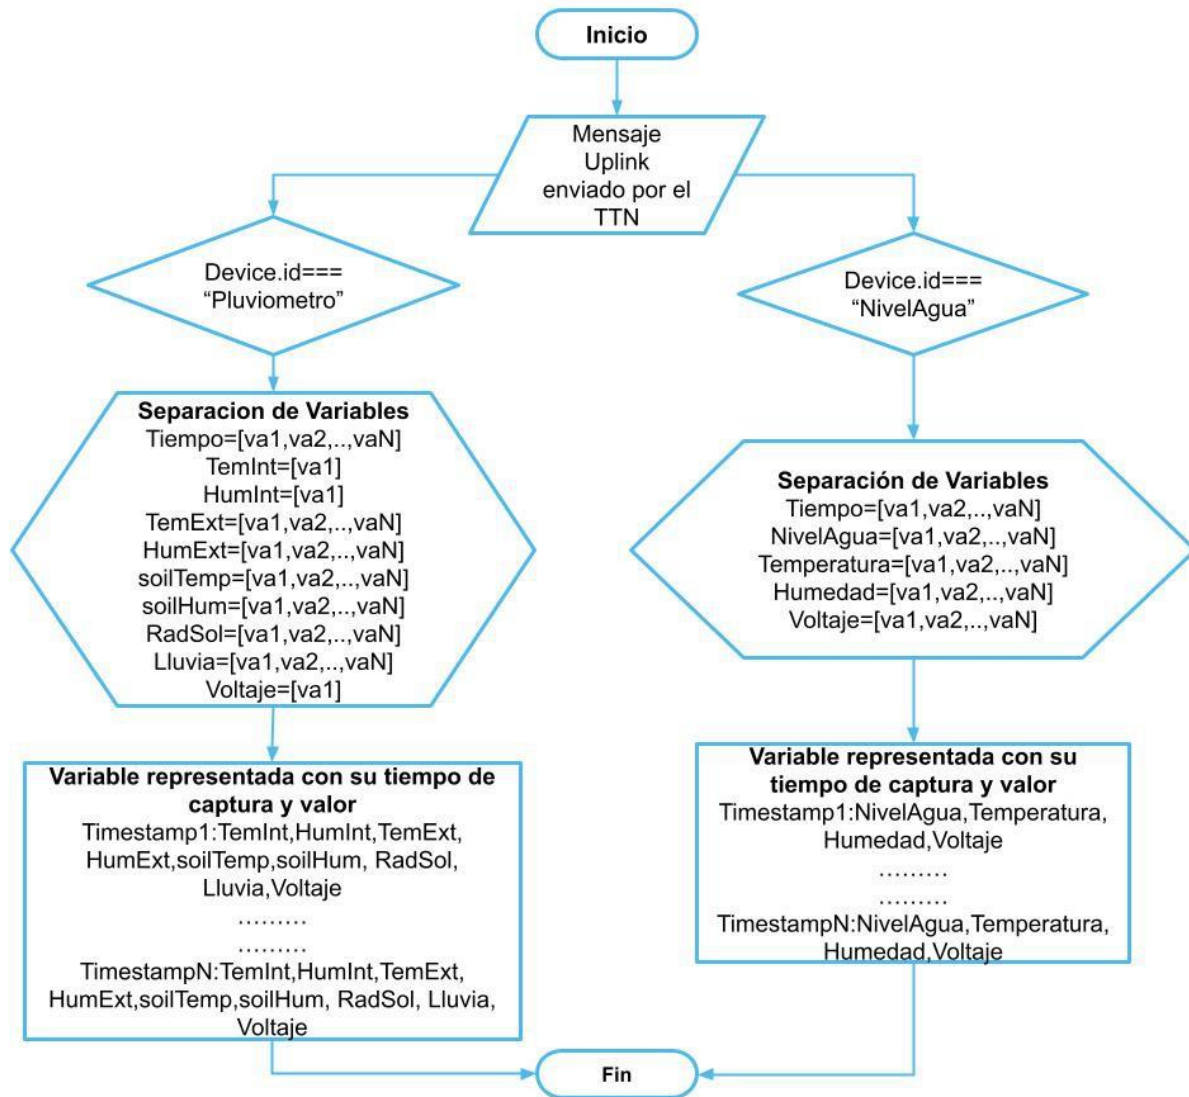 Inicio
Mensaje
Uplink
enviado por el
TTN
Device.id===
“Pluviometro”
Device.id===
“NivelAgua”
Separacion de Variables
Tiempo=[va1,va2,..,vaN]
TemInt=[va1]
HumInt=[va1]
TemExt=[va1,va2,..,vaN]
HumExt=[va1,va2,..,vaN]
soilTemp=[va1,va2,..,vaN]
soilHum=[va1,va2,..,vaN]
RadSol=[va1,va2,..,vaN]
Lluvia=[va1,va2,..,vaN]
Voltaje=[va1]
Separación de Variables
Tiempo=[va1,va2,..,vaN]
NivelAgua=[va1,va2,..,vaN]
Temperatura=[va1,va2,..,vaN]
Humedad=[va1,va2,..,vaN]
Voltaje=[va1,va2,..,vaN]
Variable representada con su tiempo de
captura y valor
Timestamp1:TemInt,HumInt,TemExt,
HumExt,soilTemp,soilHum, RadSol,
Lluvia,Voltaje
.........
.........
TimestampN:TemInt,HumInt,TemExt,
HumExt,soilTemp,soilHum, RadSol, Lluvia,
Voltaje
Variable representada con su
tiempo de captura y valor
Timestamp1:NivelAgua,Temperatura,
Humedad,Voltaje
.........
.........
TimestampN:NivelAgua,Temperatura,
Humedad,Voltaje
Fin